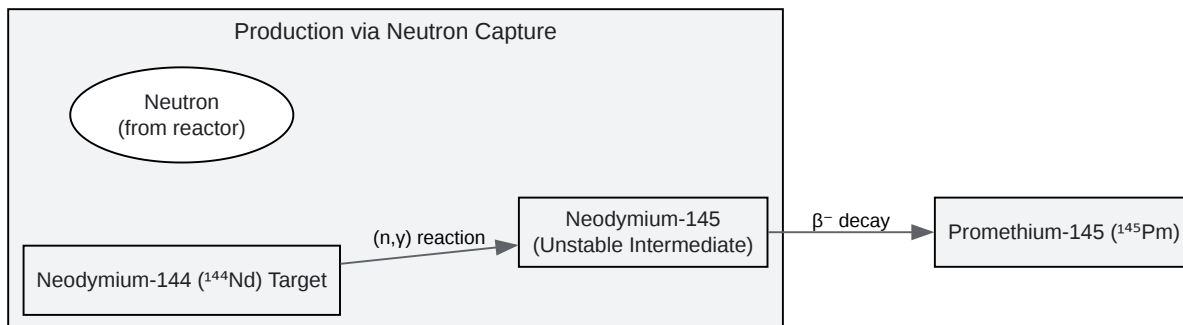 Production via Neutron Capture
Neutron
(from reactor)
Neodymium-144 (¹⁴⁴Nd) Target
(n,γ) reaction
Neodymium-145
(Unstable Intermediate)
β⁻ decay
Promethium-145 (¹⁴⁵Pm)